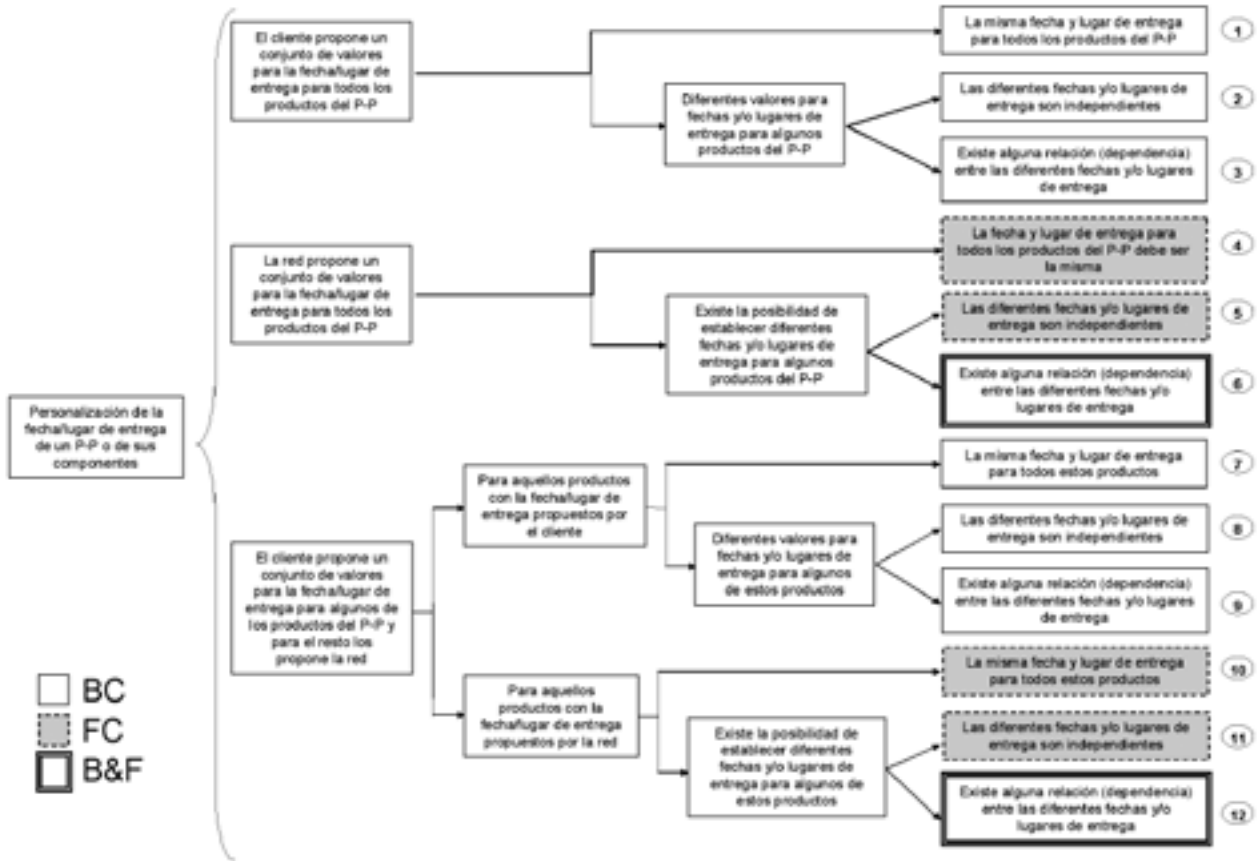 Personalización de la
fecha/lugar de entrega
de un P-P o de sus
componentes
El cliente propone un
conjunto de valores
para la fecha/lugar de
entrega para todos los
productos del P-P
La misma fecha y lugar de entrega
para todos los productos del P-P
1
Diferentes valores para
fechas y/o lugares de
entrega para algunos
productos del P-P
Las diferentes fechas y/o lugares de
entrega son independientes
2
Existe alguna relación (dependencia)
entre las diferentes fechas y/o lugares
de entrega
3
La red propone un
conjunto de valores
para la fecha/lugar de
entrega para todos los
productos del P-P
La fecha y lugar de entrega para
todos los productos del P-P debe ser
la misma
4
Existe la posibilidad de
establecer diferentes
fechas y/o lugares de
entrega para algunos
productos del P-P
Las diferentes fechas y/o lugares de
entrega son independientes
5
Existe alguna relación (dependencia)
entre las diferentes fechas y/o
lugares de entrega
6
El cliente propone un
conjunto de valores
para la fecha/lugar de
entrega para algunos de
los productos del P-P y
para el resto los
propone la red
Para aquellos productos
con la fecha/lugar de
entrega propuestos por
el cliente
La misma fecha y lugar de entrega
para todos estos productos
7
Diferentes valores para
fechas y/o lugares de
entrega para algunos
de estos productos
Las diferentes fechas y/o lugares de
entrega son independientes
8
Existe alguna relación (dependencia)
entre las diferentes fechas y/o lugares
de entrega
9
Para aquellos
productos con la
fecha/lugar de entrega
propuestos por la red
La misma fecha y lugar de entrega
para todos estos productos
10
Existe la posibilidad de
establecer diferentes
fechas y/o lugares de
entrega para algunos de
estos productos
Las diferentes fechas y/o lugares de
entrega son independientes
11
Existe alguna relación (dependencia)
entre las diferentes fechas y/o
lugares de entrega
12
BC
FC
B&F